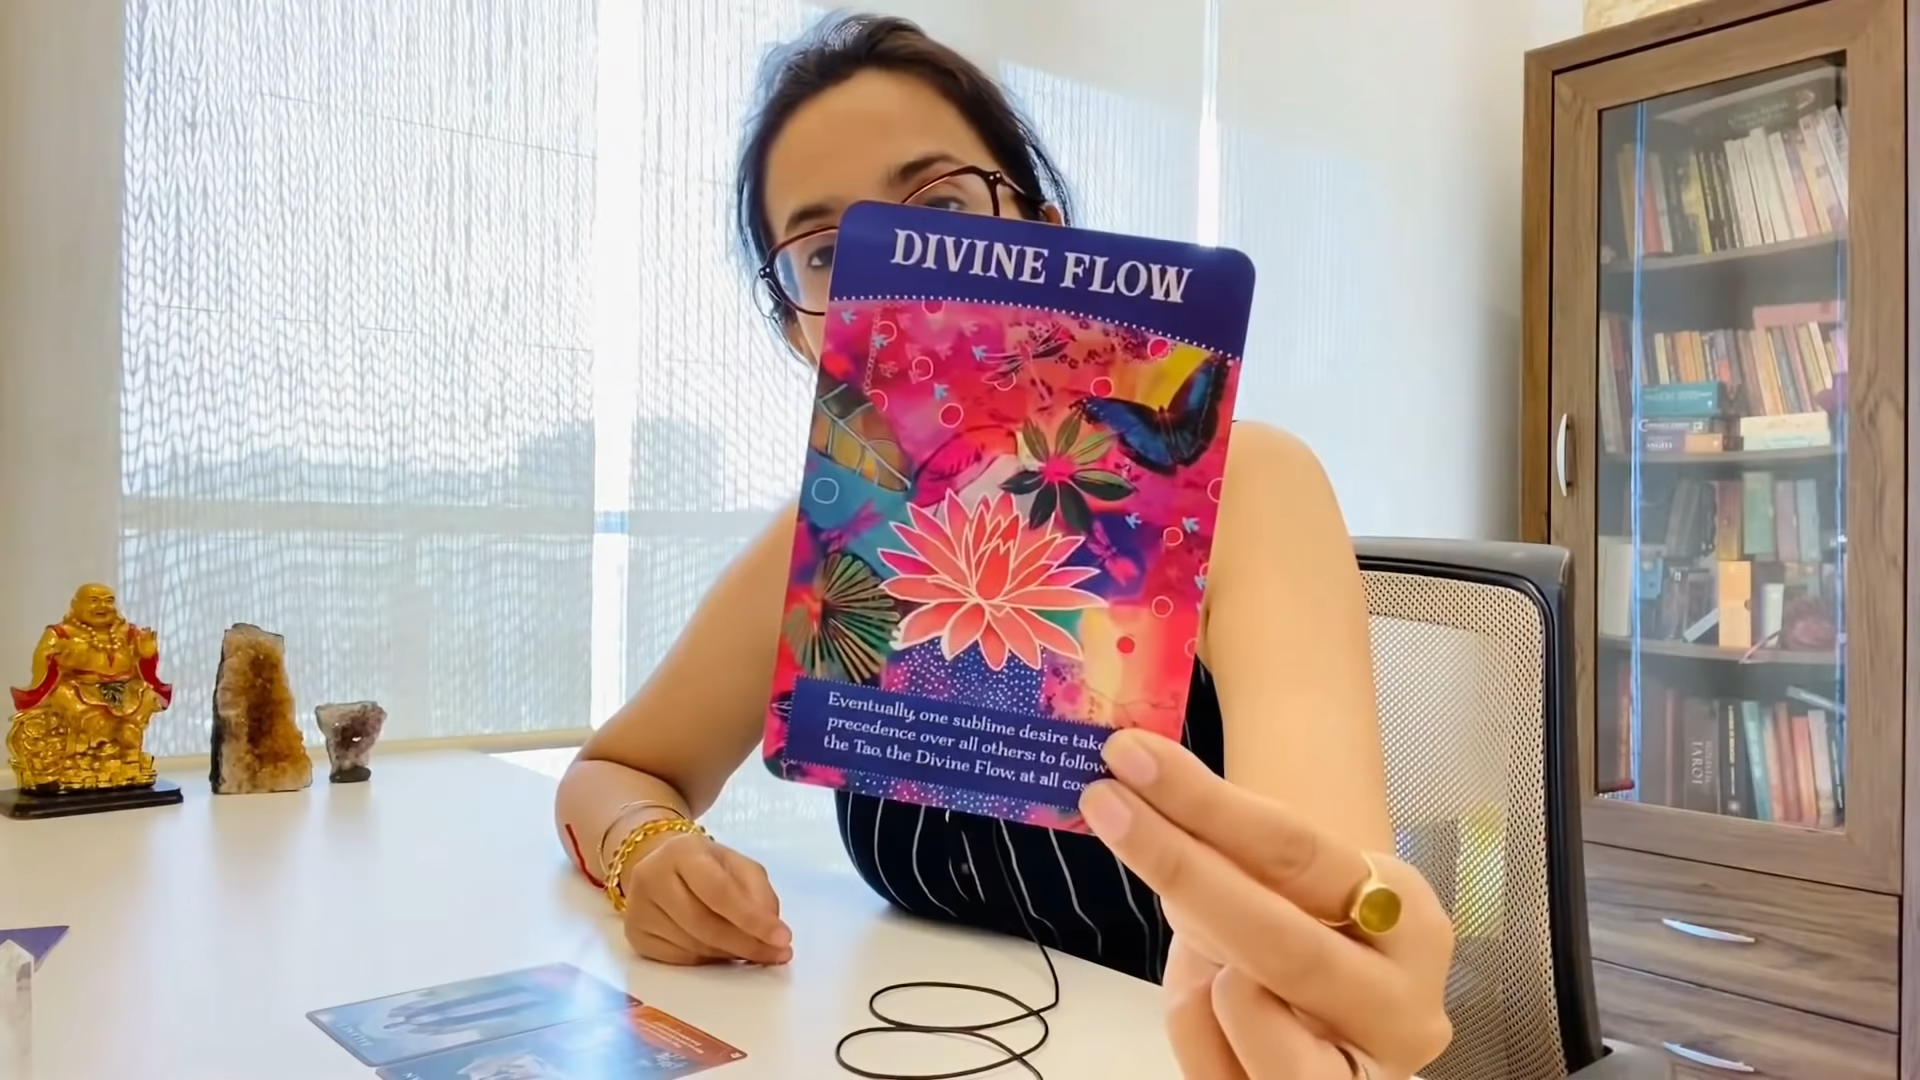 DIVINE FLOW
Eventually, one sublime desire take
precedence over all others: to follow
the Tao, the Divine Flow, at all cos
TAROT